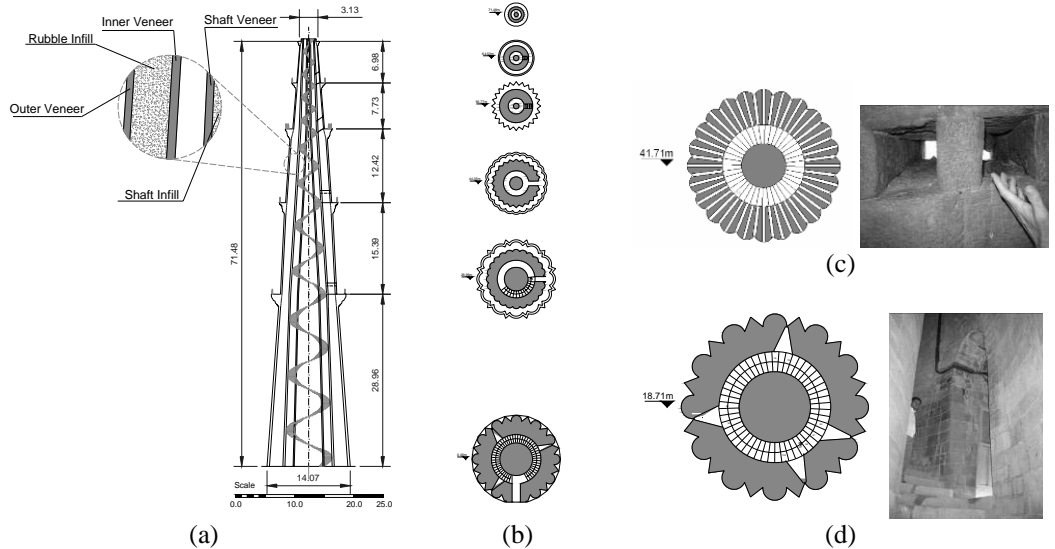 Shaft Veneer
Inner Veneer
Rubble Infill
Outer Veneer
Shaft Infill
3.13
6.98
7.73
12.42
15.39
28.96
71.48
14.07
Scale
0.0 10.0 15.0 20.0 25.0
(a)
(b)
41.71m
(c)
18.71m
(d)